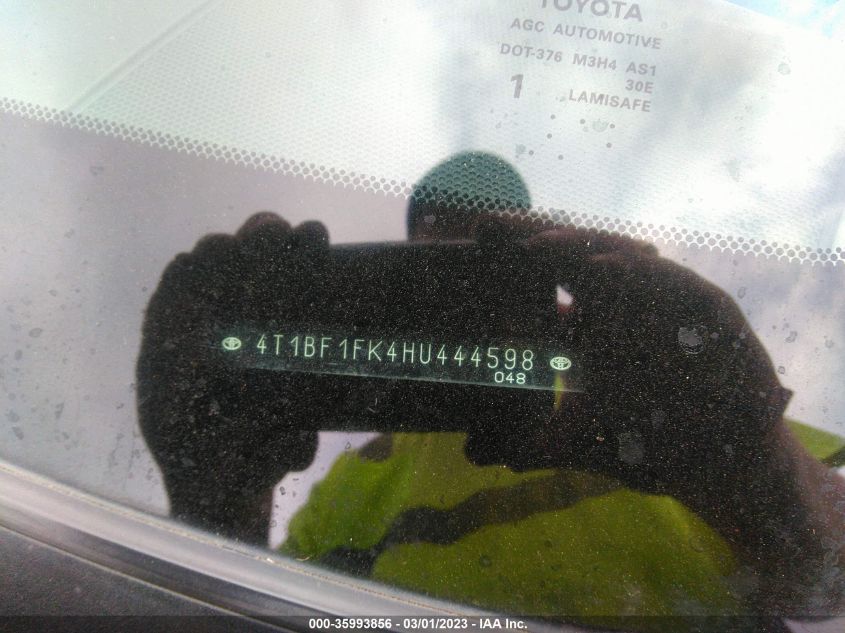 TOYOTA
AGC AUTOMOTIVE
DOT-376 M3H4 AS1
30E
1 LAMISAFE
4T1BF1FK4HU444598
048
000-35993856 - 03/01/2023 - IAA Inc.